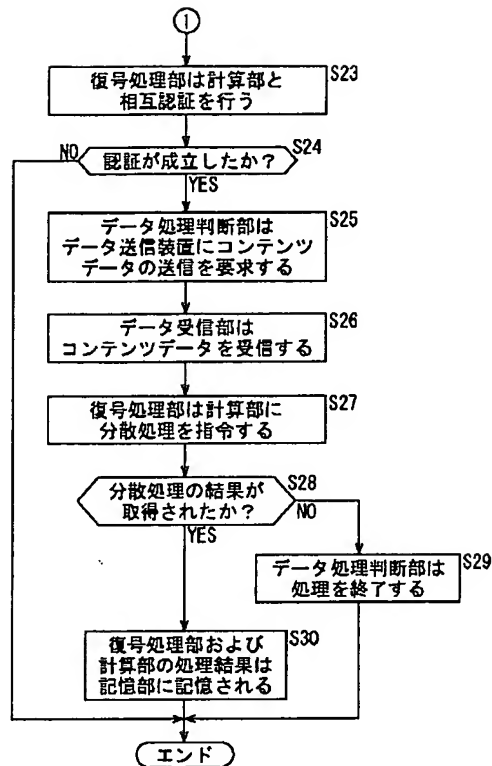 ①
復号処理部は計算部と
相互認証を行う
S23
認証が成立したか？
S24
NO
YES
データ処理判断部は
データ送信装置にコンテンツ
データの送信を要求する
S25
データ受信部は
コンテンツデータを受信する
S26
復号処理部は計算部に
分散処理を指令する
S27
分散処理の結果が
取得されたか？
S28
NO
YES
データ処理判断部は
処理を終了する
S29
復号処理部および
計算部の処理結果は
記憶部に記憶される
S30
エンド